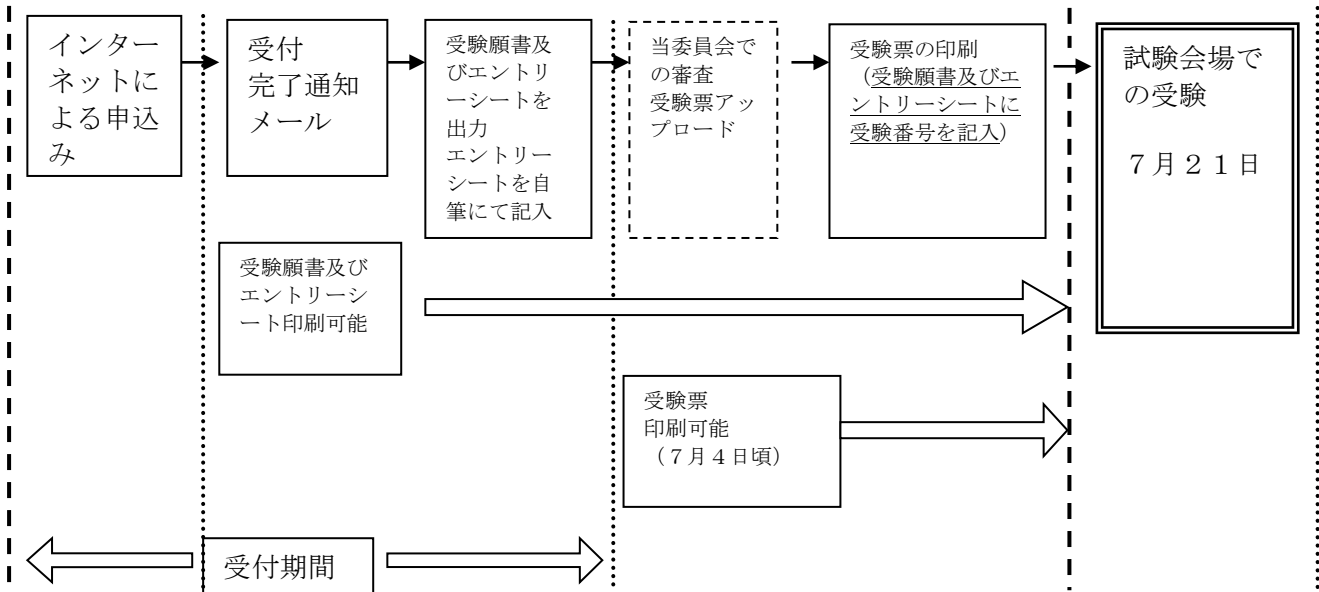 インター
ネットに
よる申込
み
受付
完了通知
メール
受験願書及
びエントリ
ーシートを
出力
エントリー
シートを自
筆にて記入
当委員会で
の審査
受験票アッ
プロード
受験票の印刷
（受験願書及びエ
ントリーシートに
受験番号を記入）
試験会場で
の受験
７月２１日
受験願書及び
エントリーシ
ート印刷可能
受験票
印刷可能
（７月４日頃）
受付期間